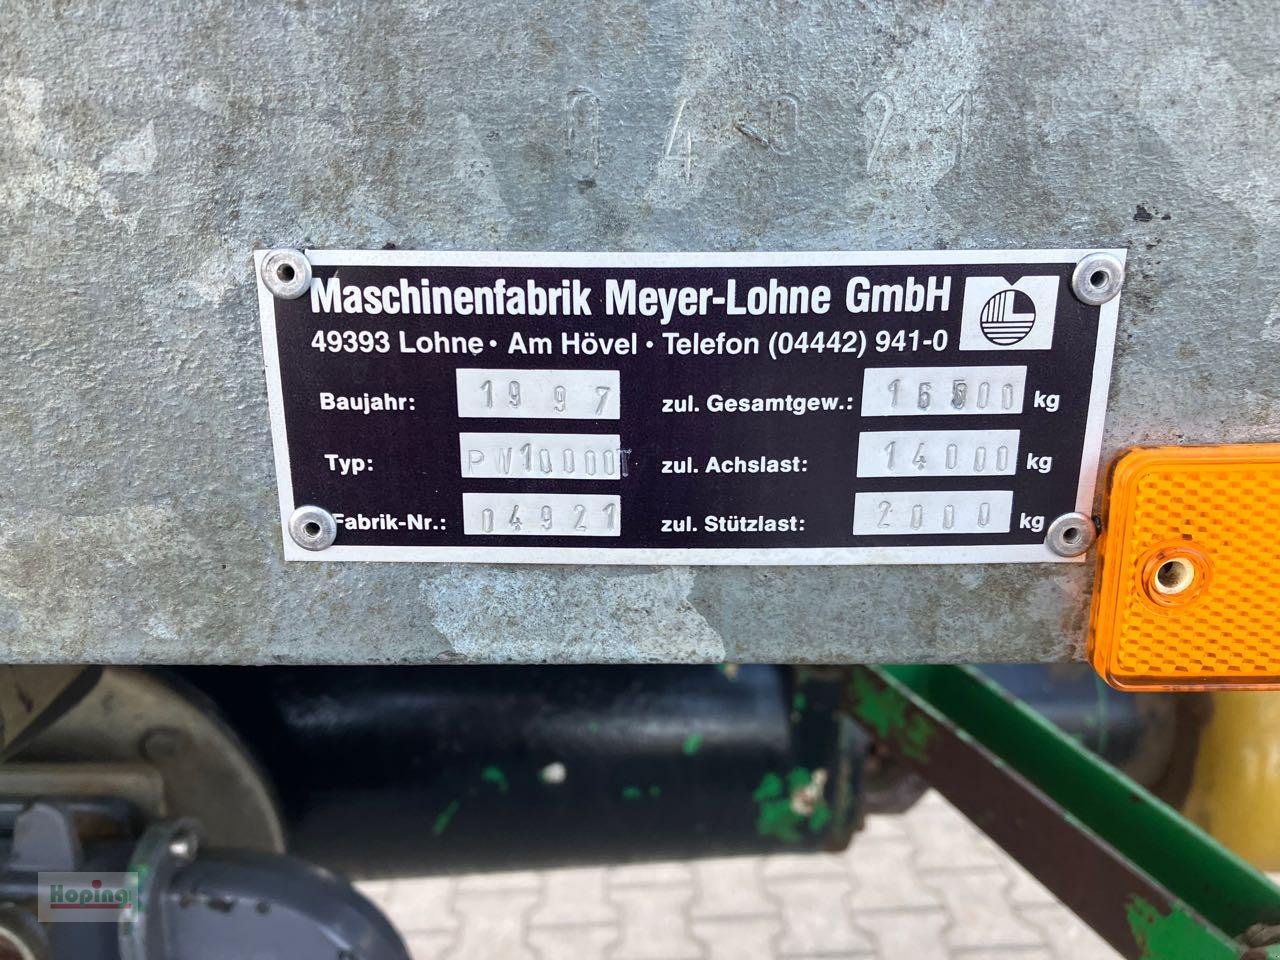 04921
Maschinenfabrik Meyer-Lohne GmbH
49393 Lohne · Am Hövel · Telefon (04442) 941-0
Baujahr: 1997 zul. Gesamtgew.: 16500 kg
Typ: PW10000T zul. Achslast: 14000 kg
Fabrik-Nr.: 04921 zul. Stützlast: 2000 kg
Hoping